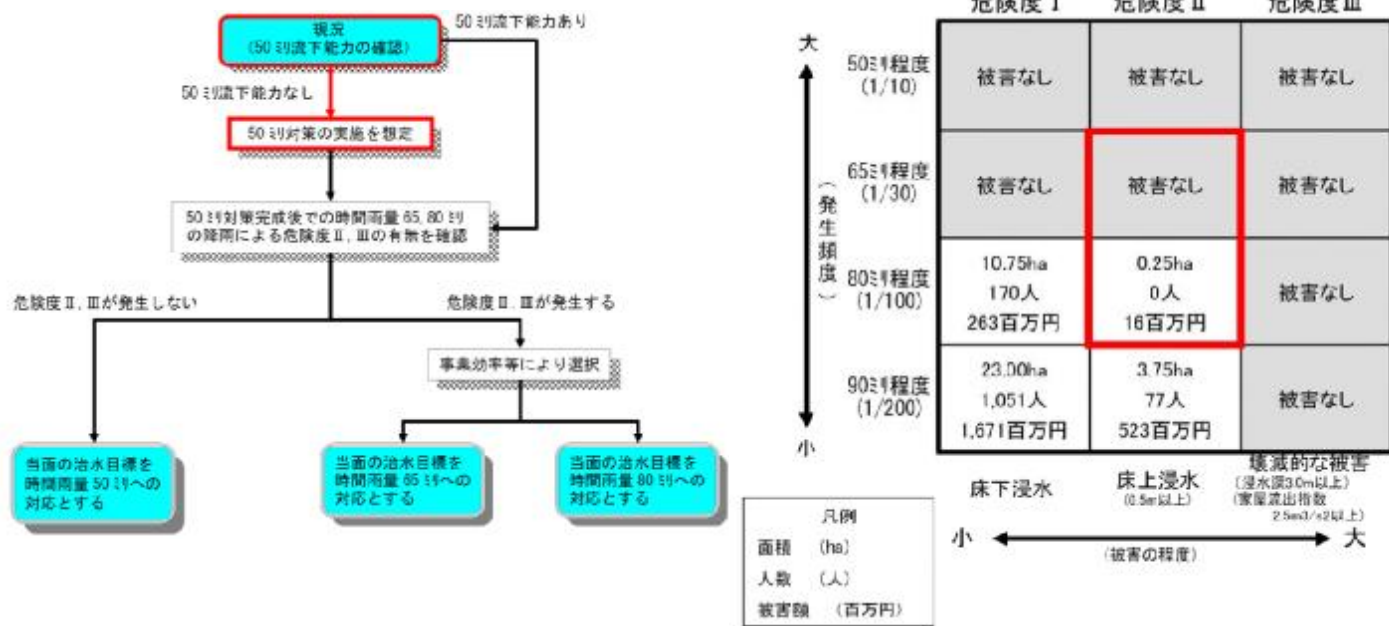 50ミリ流下能力あり
現況
(50ミリ流下能力の確認)
50ミリ流下能力なし
50ミリ対策の実施を想定
50ミリ対策完成後での時間雨量65,80ミリ
の降雨による危険度Ⅱ,Ⅲの有無を確認
危険度Ⅱ,Ⅲが発生しない
危険度Ⅱ.Ⅲが発生する
事業効率等により選択
当面の治水目標を
時間雨量50ミリへの
対応とする
当面の治水目標を
時間雨量65ミリへの
対応とする
当面の治水目標を
時間雨量80ミリへの
対応とする
危険度Ⅰ
危険度Ⅱ
危険度Ⅲ
大
(発生頻度)
小
50ミリ程度
(1/10)
被害なし
被害なし
被害なし
65ミリ程度
(1/30)
被害なし
被害なし
被害なし
80ミリ程度
(1/100)
10.75ha
170人
263百万円
0.25ha
0人
16百万円
被害なし
90ミリ程度
(1/200)
23.00ha
1,051人
1,671百万円
3.75ha
77人
523百万円
被害なし
床下浸水
床上浸水
(0.5m以上)
壊滅的な被害
(浸水深3.0m以上)
(家屋流出指数
2.5m3/s2以上)
小
大
(被害の程度)
凡例
面積 (ha)
人数 (人)
被害額 (百万円)